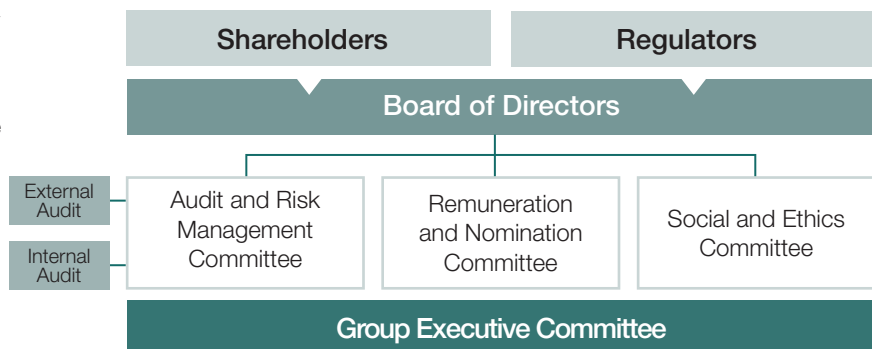 Shareholders
Regulators
Board of Directors
External
Audit
Internal
Audit
Audit and Risk
Management
Committee
Remuneration
and Nomination
Committee
Social and Ethics
Committee
Group Executive Committee